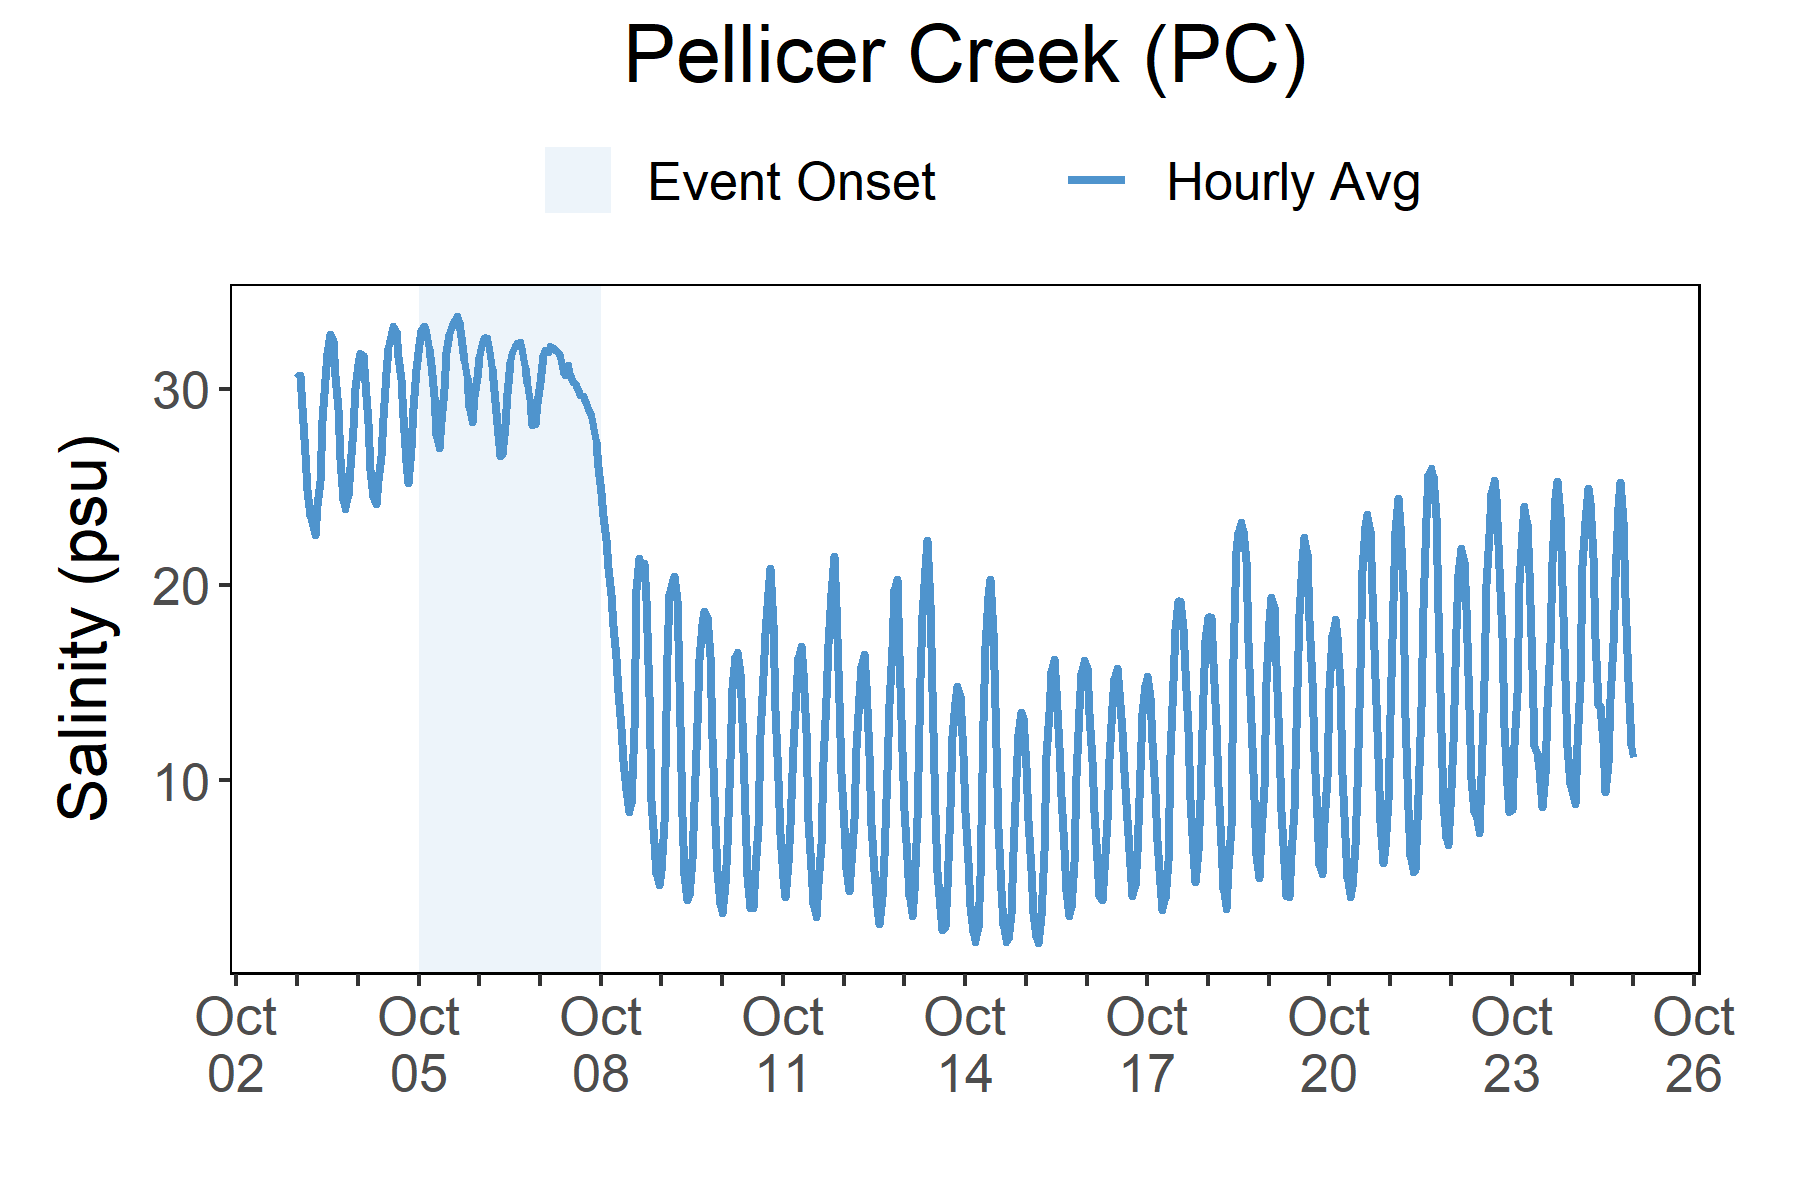 Pellicer Creek (PC)
Event Onset
Hourly Avg
Salinity (psu)
30
20
10
Oct 02
Oct 05
Oct 08
Oct 11
Oct 14
Oct 17
Oct 20
Oct 23
Oct 26